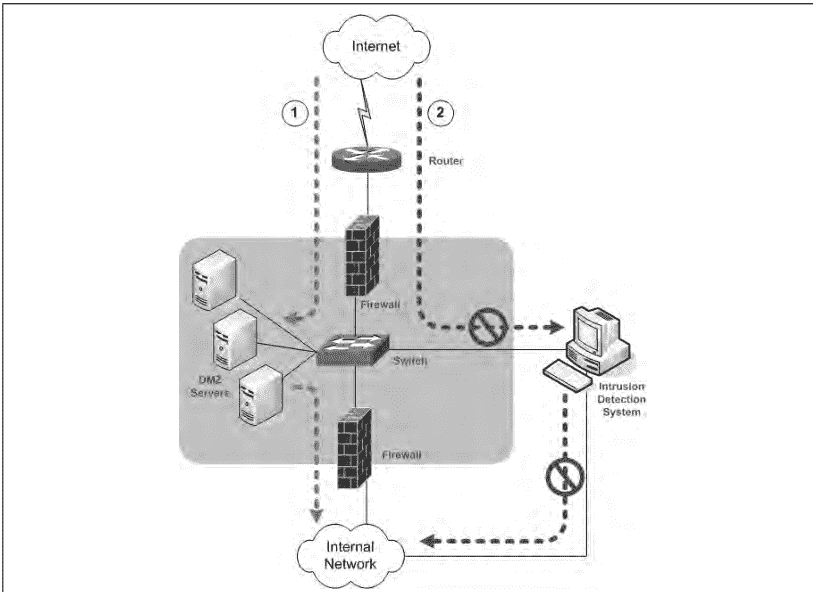 Internet
1
2
Router
Firewall
Switch
DMZ
Servers
Intrusion
Detection
System
Firewall
Internal
Network